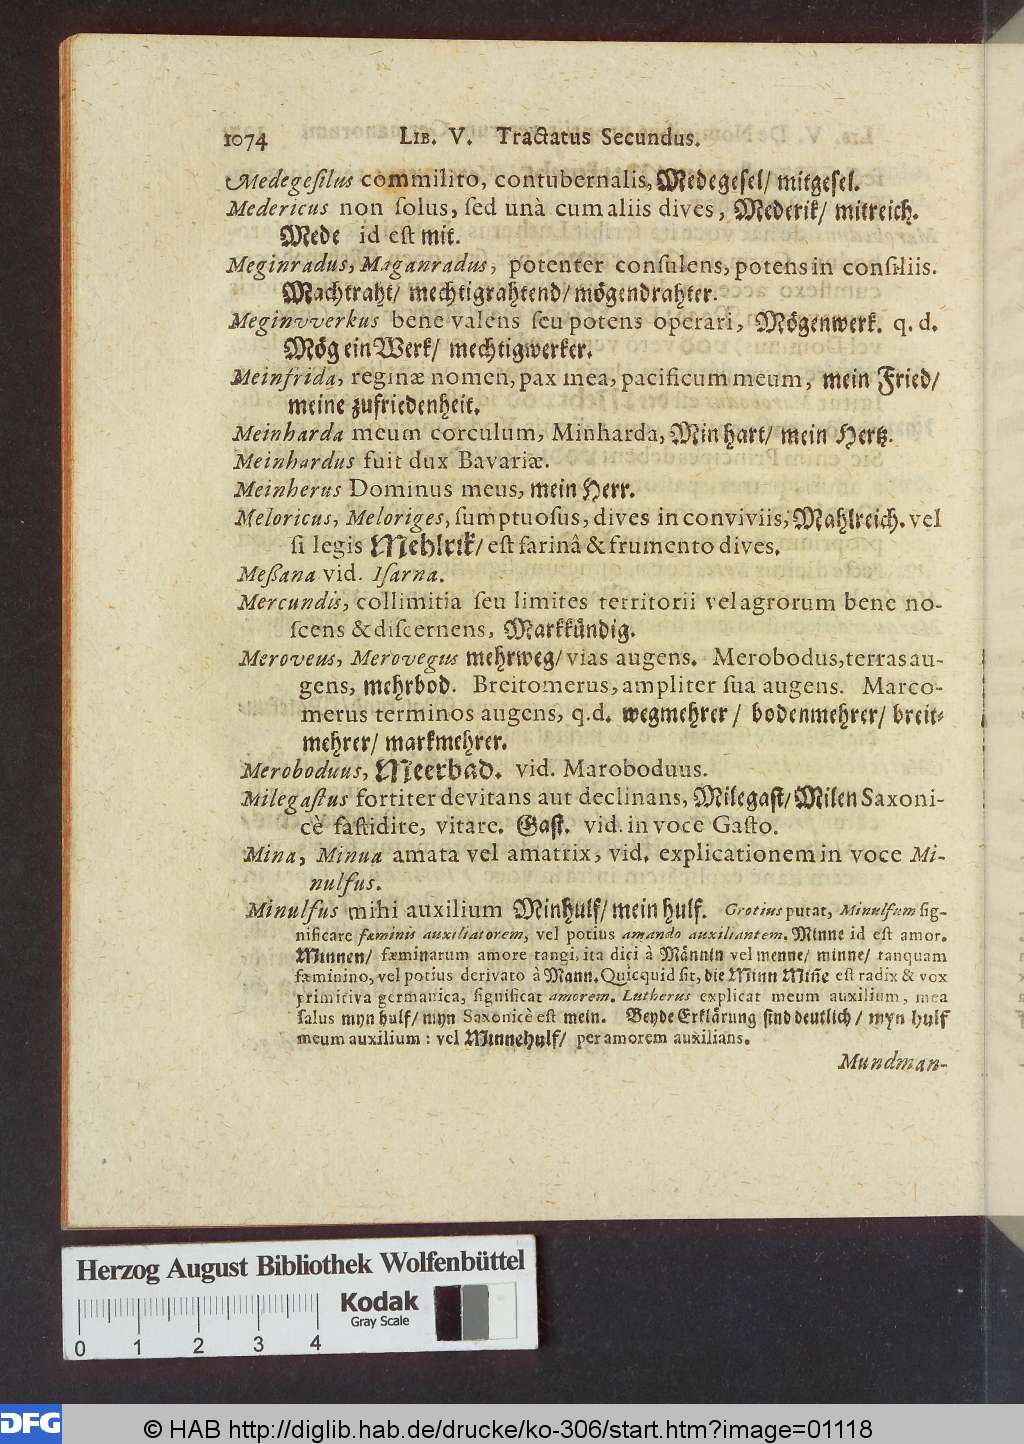 1074 LIB. V. Tractatus Secundus.
Medegeſilus commilito, contubernalis, Medegeſel/ mitgeſel.
Medericus non ſolus, ſed unà cum aliis dives, Mederik/ mitreich.
Mede id eſt mit.
Meginradus, Maganradus, potenter conſulens, potens in conſiliis.
Machtraht/ mechtigrahtend/ mögendrahter.
Meginvverkus bene valens ſeu potens operari, Mögenwerk. q. d.
Mög ein Werk/ mechtigwerker.
Meinfrida, reginæ nomen, pax mea, pacificum meum, mein Fried/
meine zufriedenheit.
Meinharda meum corculum, Minharda, Min hart/ mein Hertz.
Meinhardus fuit dux Bavariæ.
Meinherus Dominus meus, mein Herr.
Meloricus, Meloriges, ſumptuoſus, dives in conviviis, Mahlreich. vel
ſi legis Mehlrik/ eſt farinâ & frumento dives.
Meßana vid. Iſarna.
Mercundis, collimitia ſeu limites territorii vel agrorum bene no-
ſcens & diſcernens, Markkündig.
Meroveus, Merovegus mehrweg/ vias augens. Merobodus, terras au-
gens, mehrbod. Breitomerus, ampliter ſua augens. Marco-
merus terminos augens, q.d. wegmehrer/ bodenmehrer/ breit-
mehrer/ markmehrer.
Meroboduus, Meerbad. vid. Maroboduus.
Milegaſtus fortiter devitans aut declinans, Milegaſt/ Milen Saxoni-
cè faſtidire, vitare. Gaſt. vid. in voce Gaſto.
Mina, Minua amata vel amatrix, vid. explicationem in voce Mi-
nulfus.
Minulfus mihi auxilium Minhulf/ mein hulf. Grotius putat, Minulfum ſig-
nificare fæminis auxiliatorem, vel potius amando auxiliantem. Minne id eſt amor.
Minnen/ fæminarum amore tangi, ita dici à Männin vel menne/ minne/ tanquam
fæminino, vel potius derivato à Mann. Quicquid ſit, die Minn Miñe eſt radix & vox
primitiva germanica, ſignificat amorem. Lutherus explicat meum auxilium, mea
ſalus myn hulf/ myn Saxonicè eſt mein. Beyde Erklärung ſind deutlich/ myn hulf
meum auxilium: vel Minnehulf/ per amorem auxilians.
Mundman-
Herzog August Bibliothek Wolfenbüttel
Kodak
Gray Scale
0 1 2 3 4
DFG
© HAB http://diglib.hab.de/drucke/ko-306/start.htm?image=01118